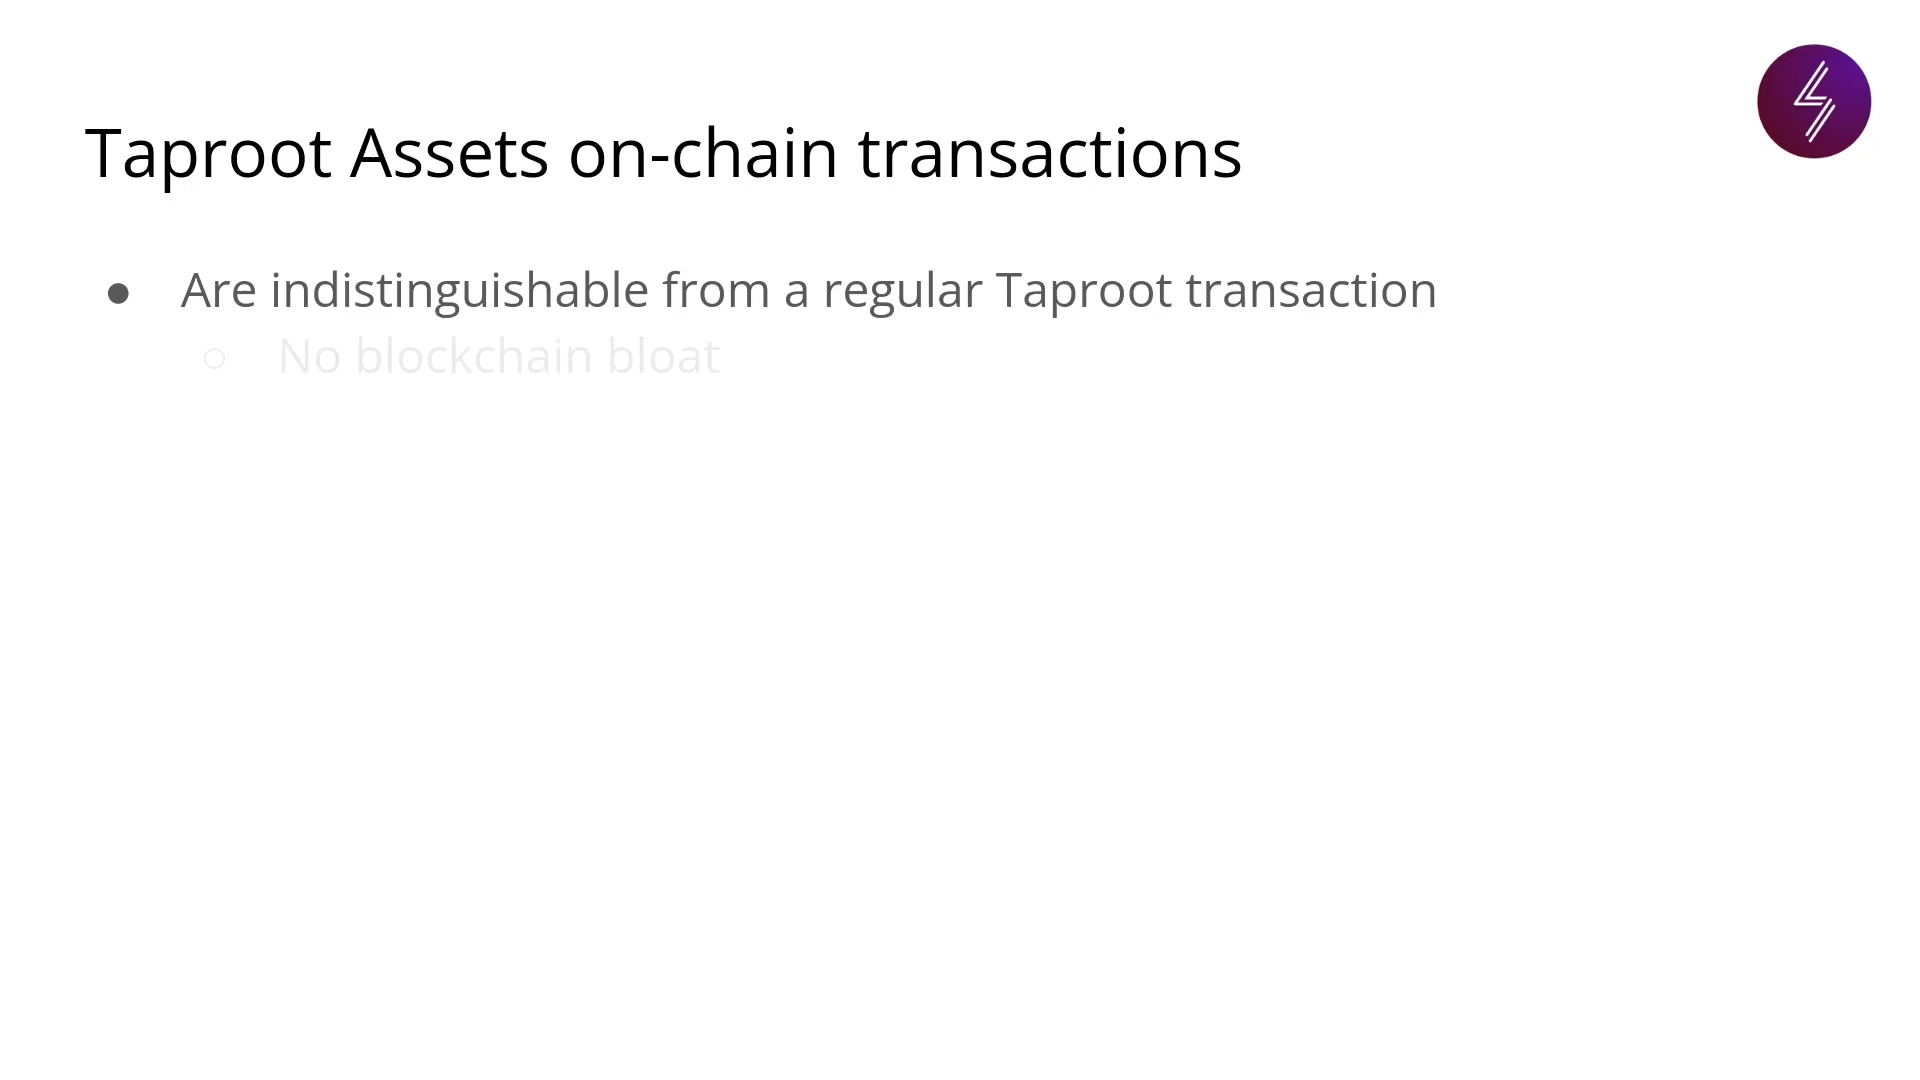 Taproot Assets on-chain transactions
● Are indistinguishable from a regular Taproot transaction
○ No blockchain bloat